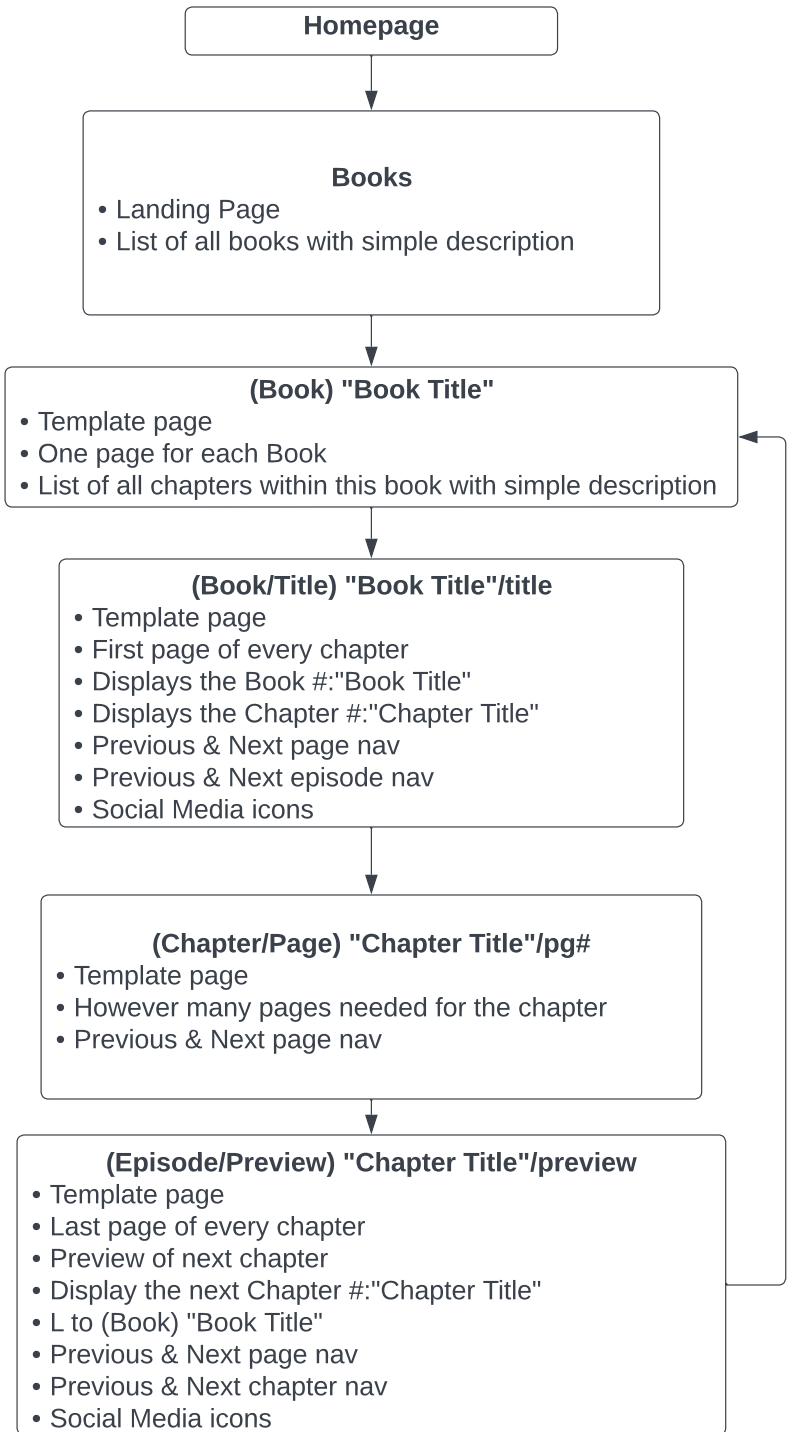 Homepage
Books
• Landing Page
• List of all books with simple description
(Book) "Book Title"
• Template page
• One page for each Book
• List of all chapters within this book with simple description
(Book/Title) "Book Title"/title
• Template page
• First page of every chapter
• Displays the Book #:"Book Title"
• Displays the Chapter #:"Chapter Title"
• Previous & Next page nav
• Previous & Next episode nav
• Social Media icons
(Chapter/Page) "Chapter Title"/pg#
• Template page
• However many pages needed for the chapter
• Previous & Next page nav
(Episode/Preview) "Chapter Title"/preview
• Template page
• Last page of every chapter
• Preview of next chapter
• Display the next Chapter #:"Chapter Title"
• L to (Book) "Book Title"
• Previous & Next page nav
• Previous & Next chapter nav
• Social Media icons